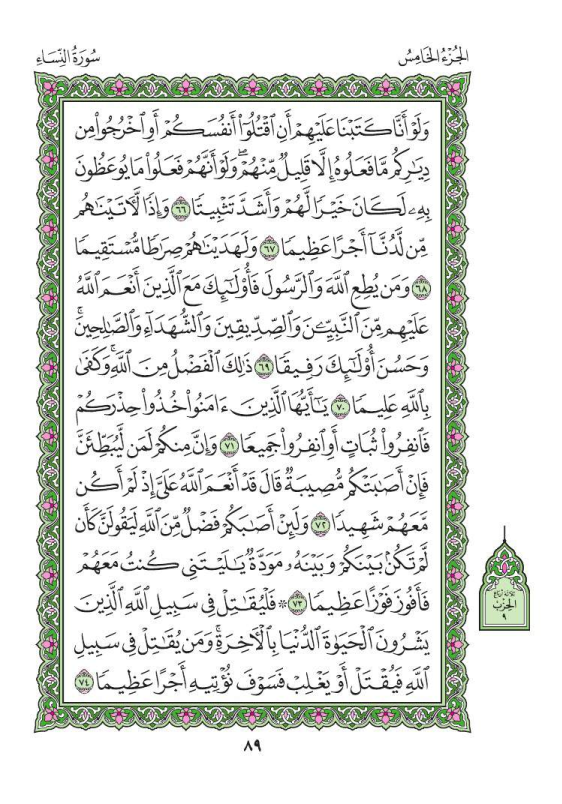 الجُزْءُ الخَامِسُ
سُورَةُ النِّسَاءِ
وَلَوْ أَنَّا كَتَبْنَا عَلَيْهِمْ أَنِ ٱقْتُلُوٓا۟ أَنفُسَكُمْ أَوِ ٱخْرُجُوا۟ مِن
دِيَـٰرِكُم مَّا فَعَلُوهُ إِلَّا قَلِيلٌ مِّنْهُمْ ۖ وَلَوْ أَنَّهُمْ فَعَلُوا۟ مَا يُوعَظُونَ
بِهِۦ لَكَانَ خَيْرًا لَّهُمْ وَأَشَدَّ تَثْبِيتًا ٦٦ وَإِذًا لَّـَٔاتَيْنَـٰهُم
مِّن لَّدُنَّآ أَجْرًا عَظِيمًا ٦٧ وَلَهَدَيْنَـٰهُمْ صِرَٰطًا مُّسْتَقِيمًا
٦٨ وَمَن يُطِعِ ٱللَّهَ وَٱلرَّسُولَ فَأُو۟لَـٰٓئِكَ مَعَ ٱلَّذِينَ أَنْعَمَ ٱللَّهُ
عَلَيْهِم مِّنَ ٱلنَّبِيِّـۧنَ وَٱلصِّدِّيقِينَ وَٱلشُّهَدَآءِ وَٱلصَّـٰلِحِينَ ۚ
وَحَسُنَ أُو۟لَـٰٓئِكَ رَفِيقًا ٦٩ ذَٰلِكَ ٱلْفَضْلُ مِنَ ٱللَّهِ ۚ وَكَفَىٰ
بِٱللَّهِ عَلِيمًا ٧٠ يَـٰٓأَيُّهَا ٱلَّذِينَ ءَامَنُوا۟ خُذُوا۟ حِذْرَكُمْ
فَٱنفِرُوا۟ ثُبَاتٍ أَوِ ٱنفِرُوا۟ جَمِيعًا ٧١ وَإِنَّ مِنكُمْ لَمَن لَّيُبَطِّئَنَّ
فَإِنْ أَصَـٰبَتْكُم مُّصِيبَةٌ قَالَ قَدْ أَنْعَمَ ٱللَّهُ عَلَىَّ إِذْ لَمْ أَكُن
مَّعَهُمْ شَهِيدًا ٧٢ وَلَئِنْ أَصَـٰبَكُمْ فَضْلٌ مِّنَ ٱللَّهِ لَيَقُولَنَّ كَأَن
لَّمْ تَكُنۢ بَيْنَكُمْ وَبَيْنَهُۥ مَوَدَّةٌ يَـٰلَيْتَنِى كُنتُ مَعَهُمْ
فَأَفُوزَ فَوْزًا عَظِيمًا ٧٣ ۞ فَلْيُقَـٰتِلْ فِى سَبِيلِ ٱللَّهِ ٱلَّذِينَ
يَشْرُونَ ٱلْحَيَوٰةَ ٱلدُّنْيَا بِٱلْـَٔاخِرَةِ ۚ وَمَن يُقَـٰتِلْ فِى سَبِيلِ
ٱللَّهِ فَيُقْتَلْ أَوْ يَغْلِبْ فَسَوْفَ نُؤْتِيهِ أَجْرًا عَظِيمًا ٧٤
ثلاثة أرباع
الحزب
٩
٨٩